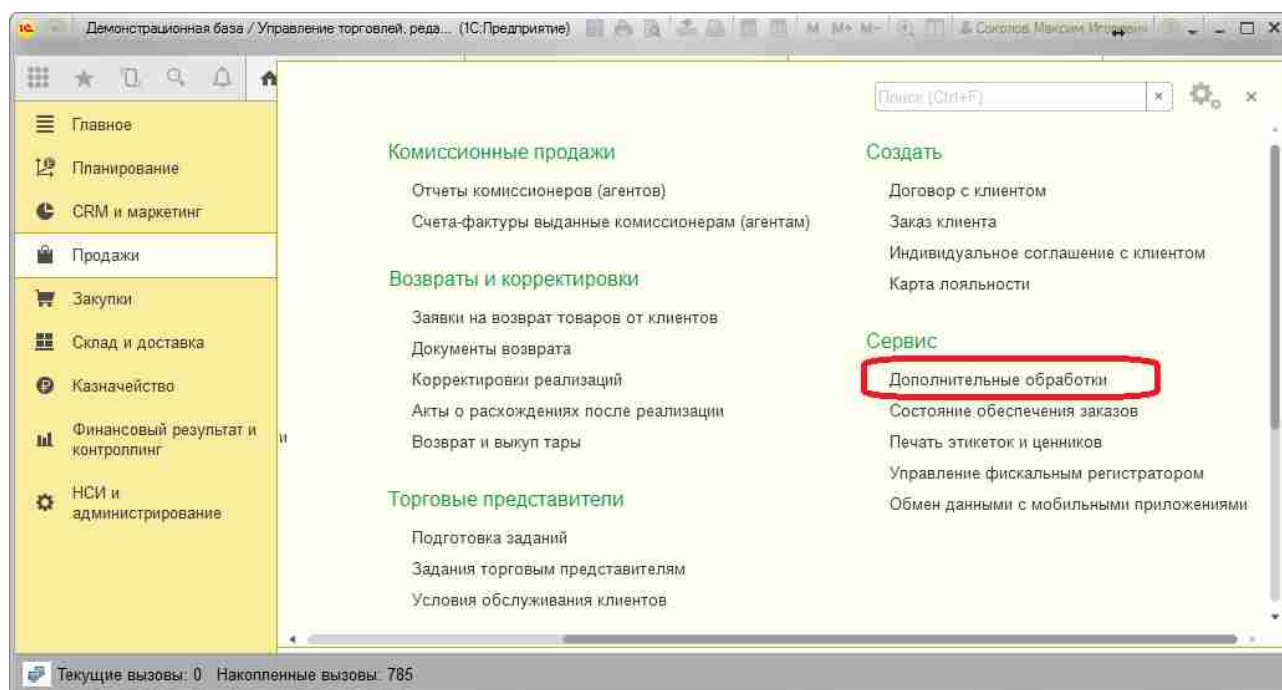 Демонстрационная база / Управление торговлей, реда... (1С:Предприятие)
M M+ M-
Соколов Максим
Поиск (Ctrl+F)
Главное
Планирование
CRM и маркетинг
Продажи
Закупки
Склад и доставка
Казначейство
Финансовый результат и
контроллинг
НСИ и
администрирование
и
Комиссионные продажи
Отчеты комиссионеров (агентов)
Счета-фактуры выданные комиссионерам (агентам)
Возвраты и корректировки
Заявки на возврат товаров от клиентов
Документы возврата
Корректировки реализаций
Акты о расхождениях после реализации
Возврат и выкуп тары
Торговые представители
Подготовка заданий
Задания торговым представителям
Условия обслуживания клиентов
Создать
Договор с клиентом
Заказ клиента
Индивидуальное соглашение с клиентом
Карта лояльности
Сервис
Дополнительные обработки
Состояние обеспечения заказов
Печать этикеток и ценников
Управление фискальным регистратором
Обмен данными с мобильными приложениями
Текущие вызовы: 0 Накопленные вызовы: 785